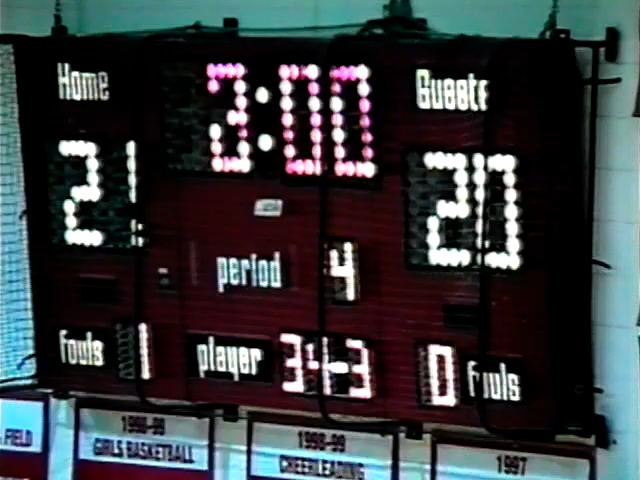 Home 3:00 Guests
21 20
period 4
fouls 1 player 34-3 0 fouls
FIELD
1998-99
GIRLS BASKETBALL
1998-99
CHEERLEADING
1997